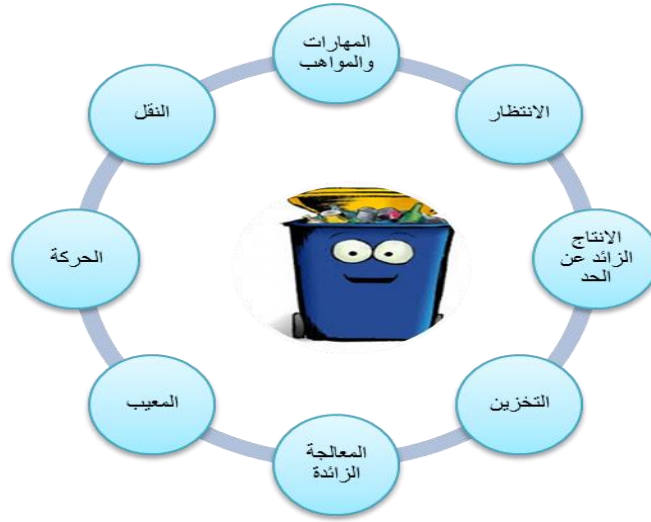 المهارات
والمواهب
الانتظار
الانتاج
الزائد عن
الحد
التخزين
المعالجة
الزائدة
المعيب
الحركة
النقل